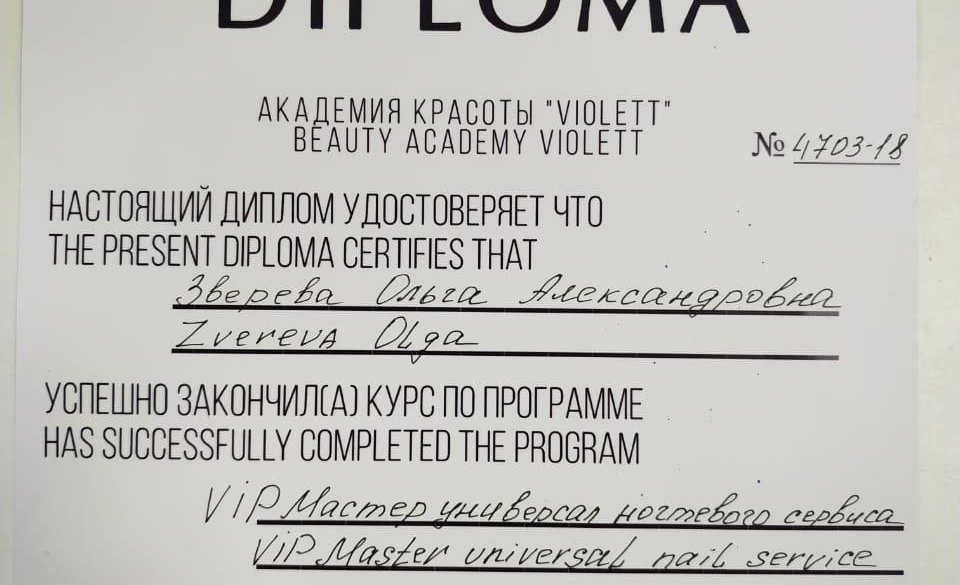 DIPLOMA
АКАДЕМИЯ КРАСОТЫ "VIOLETT"
BEAUTY ACADEMY VIOLETT
№ 4703-18
НАСТОЯЩИЙ ДИПЛОМ УДОСТОВЕРЯЕТ ЧТО
THE PRESENT DIPLOMA CERTIFIES THAT
Зверева Ольга Александровна
Zvereva Olga
УСПЕШНО ЗАКОНЧИЛ(А) КУРС ПО ПРОГРАММЕ
HAS SUCCESSFULLY COMPLETED THE PROGRAM
ViP Мастер универсал ногтевого сервиса
ViP Master universal nail service